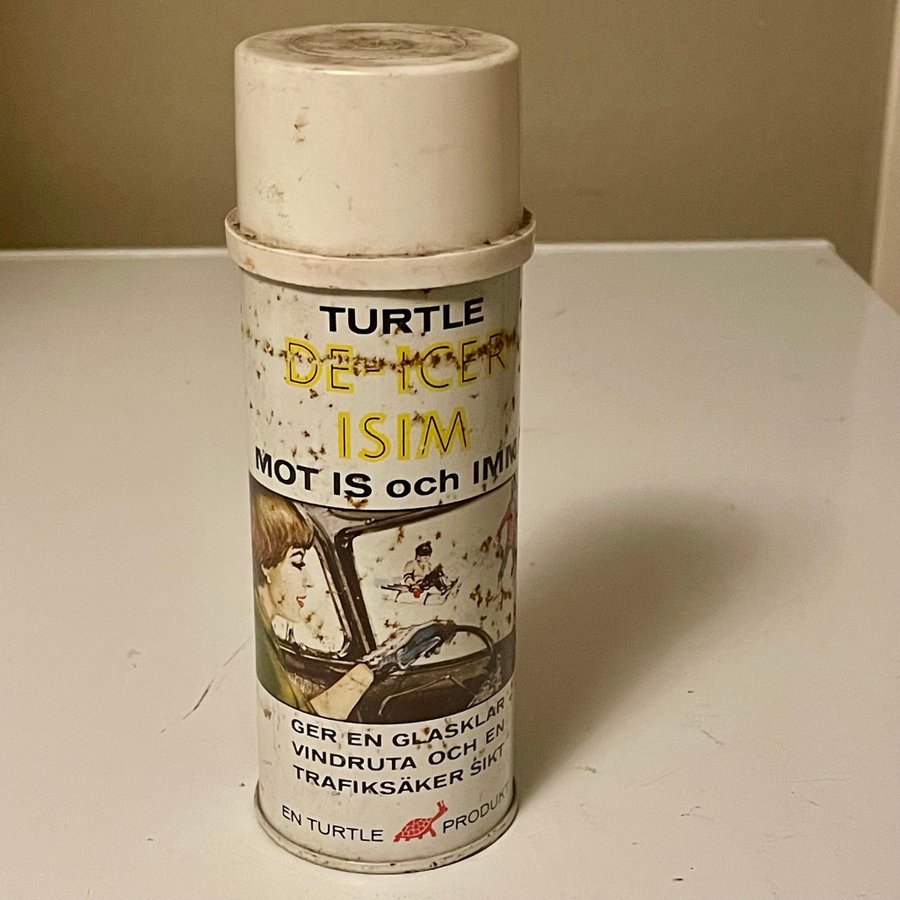 TURTLE
DE-ICER
ISIM
MOT IS och IMM
GER EN GLASKLAR
VINDRUTA OCH EN
TRAFIKSÄKER SIKT
EN TURTLE PRODUKT